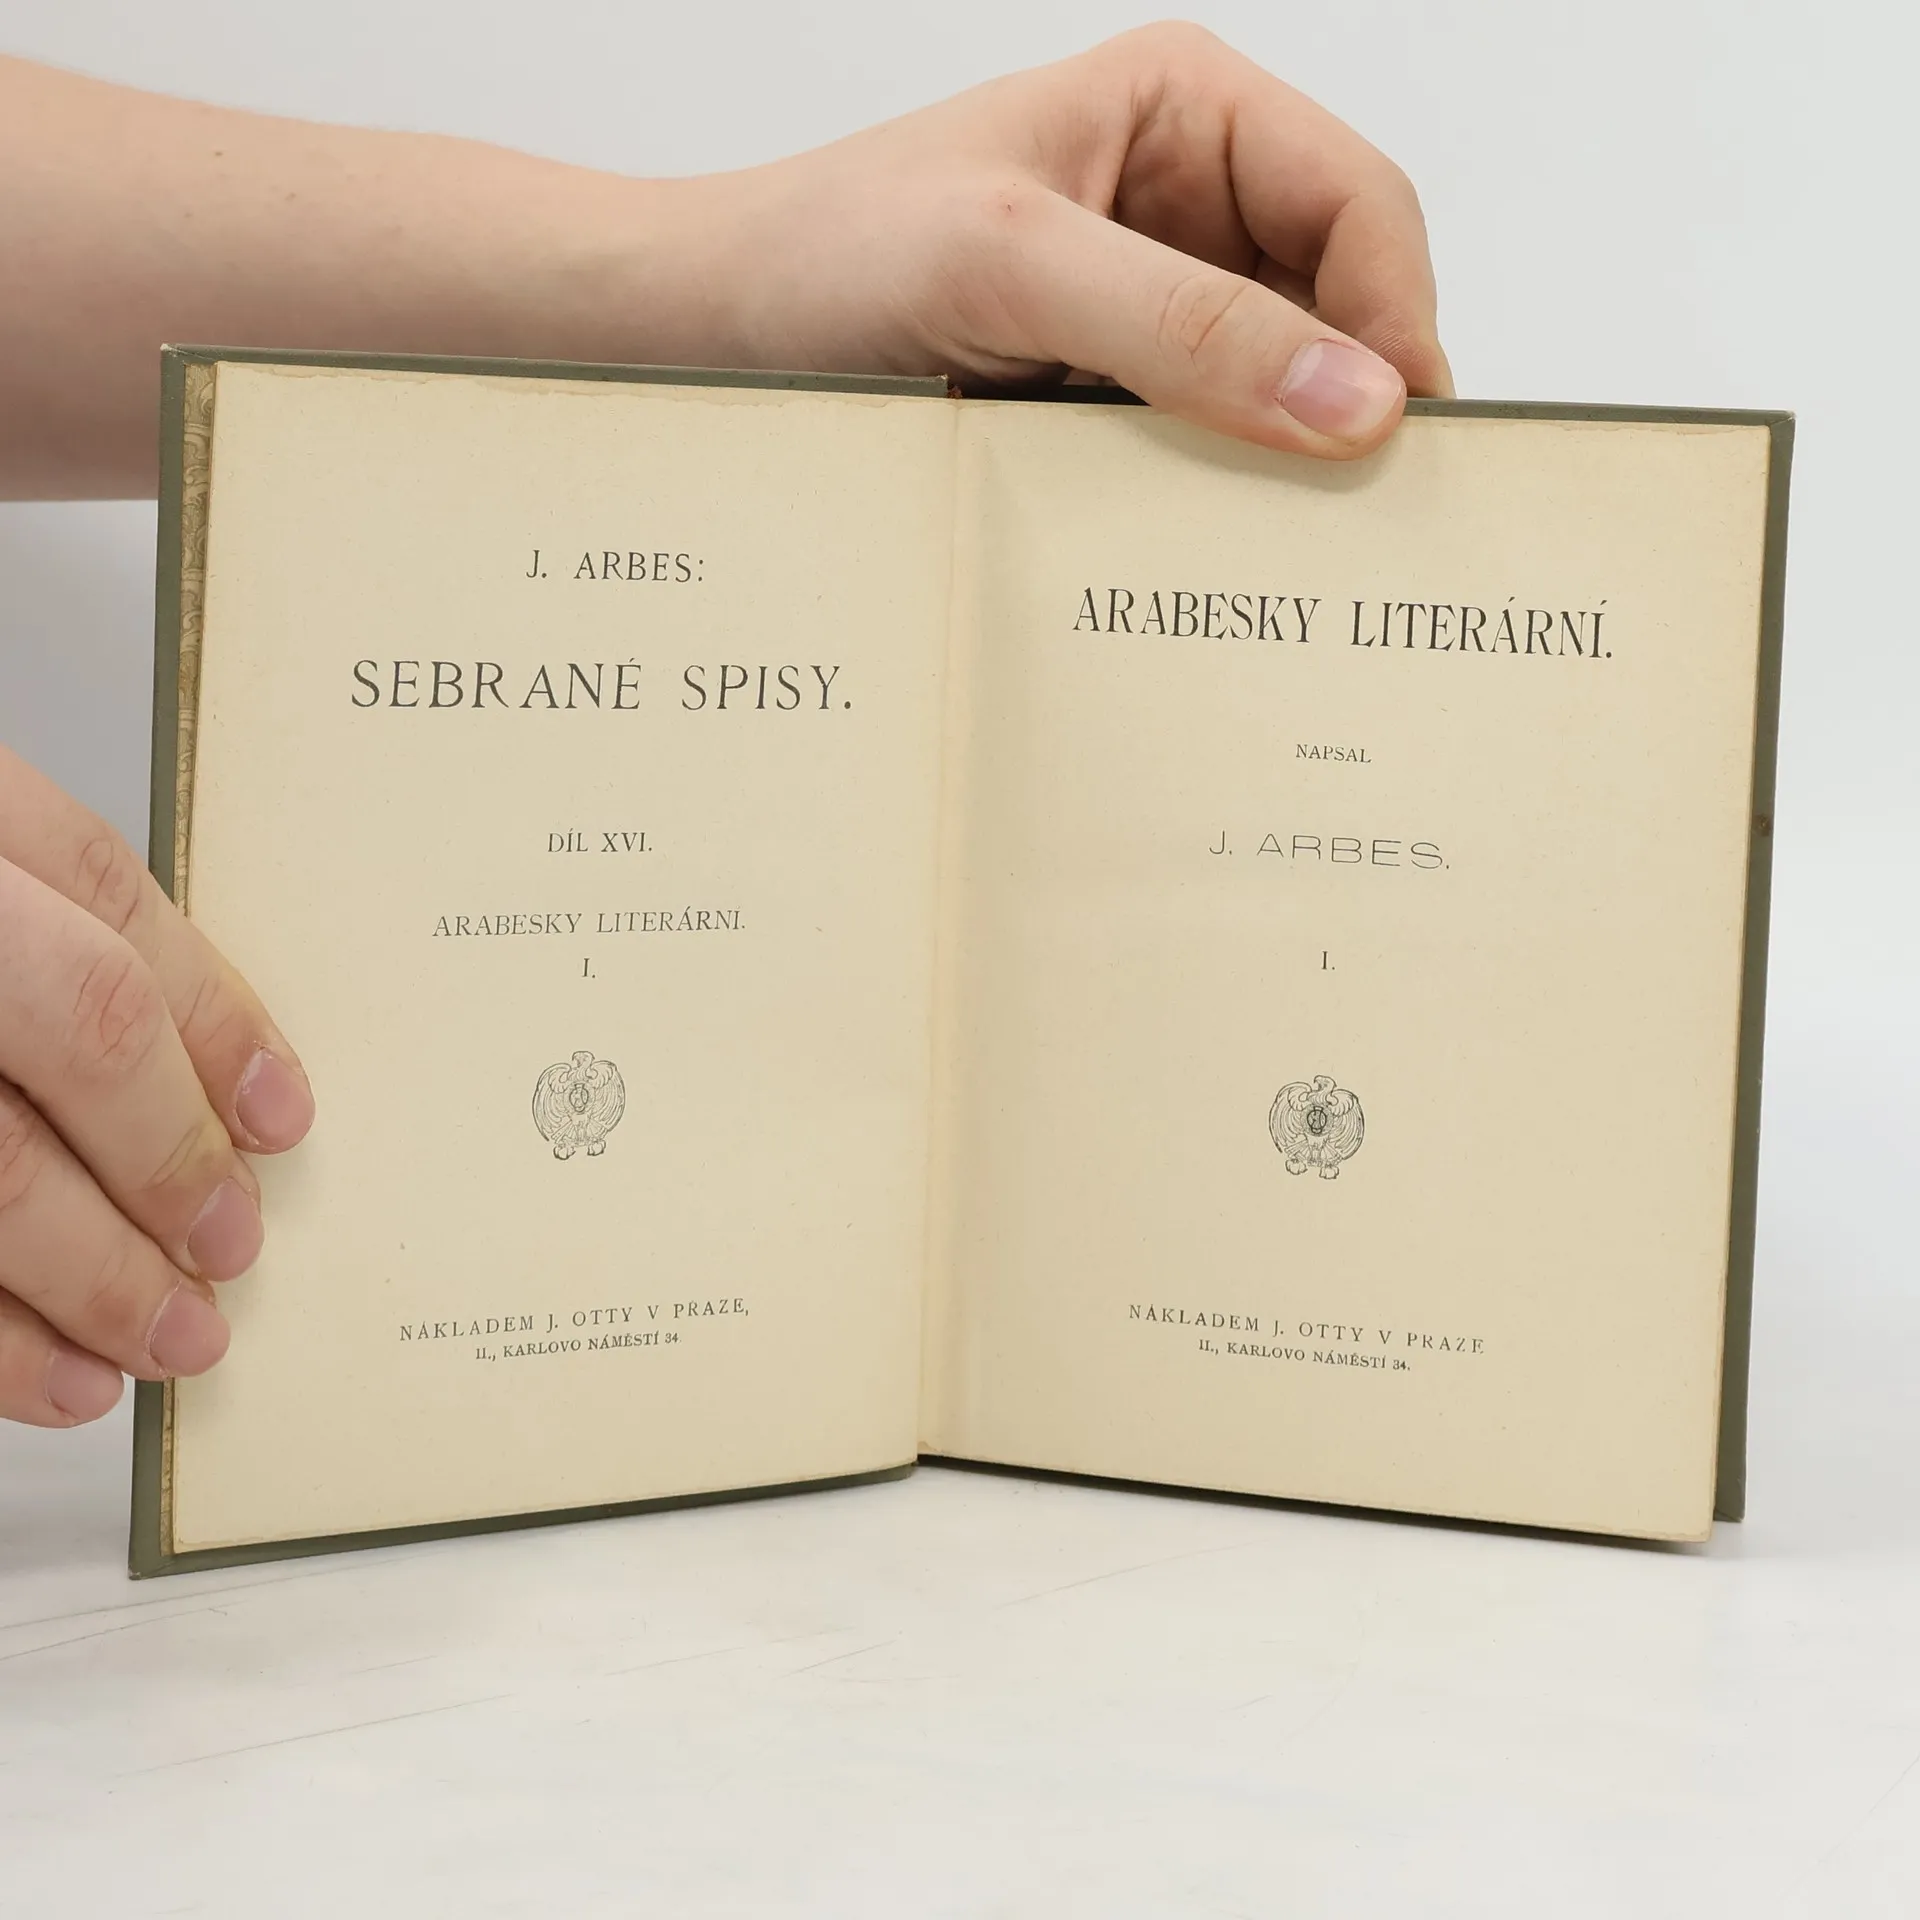 J. ARBES:
SEBRANÉ SPISY.
DÍL XVI.
ARABESKY LITERÁRNÍ.
I.
NÁKLADEM J. OTTY V PRAZE,
II., KARLOVO NÁMĚSTÍ 34.
ARABESKY LITERÁRNÍ.
NAPSAL
J. ARBES.
I.
NÁKLADEM J. OTTY V PRAZE
II., KARLOVO NÁMĚSTÍ 34.